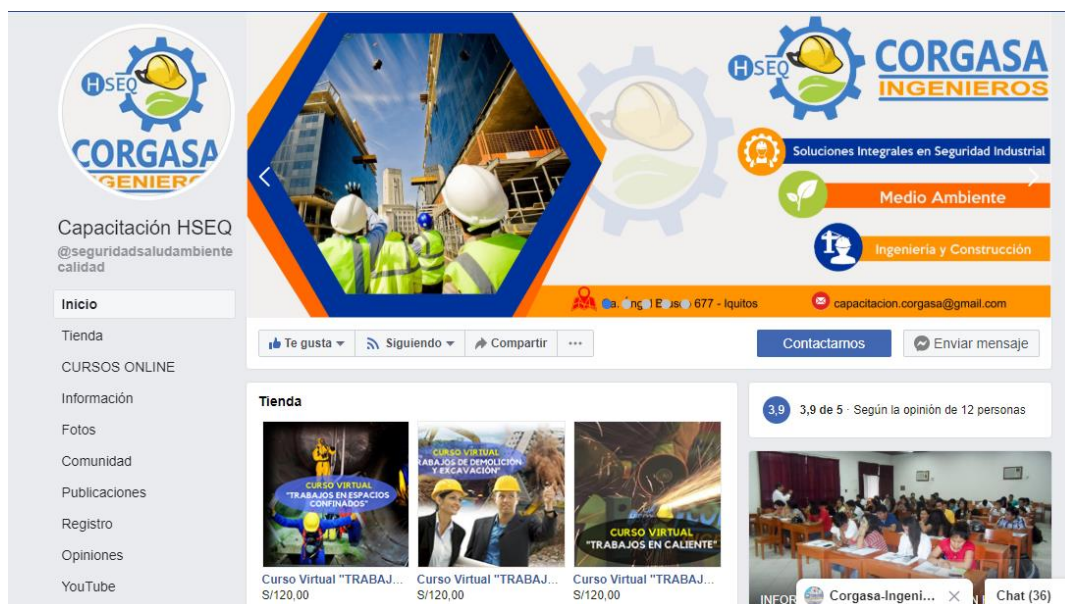 HSEQ
CORGASA
INGENIEROS
Capacitación HSEQ
@seguridadsaludambiente
calidad
Inicio
Tienda
CURSOS ONLINE
Información
Fotos
Comunidad
Publicaciones
Registro
Opiniones
YouTube
HSEQ
CORGASA
INGENIEROS
Soluciones Integrales en Seguridad Industrial
Medio Ambiente
Ingenieria y Construcción
677 - Iquitos
capacitacion.corgasa@gmail.com
Te gusta
Siguiendo
Compartir
Contactarnos
Enviar mensaje
Tienda
CURSO VIRTUAL
"TRABAJOS EN ESPACIOS
CONFINADOS"
CURSO VIRTUAL
TRABAJOS DE DEMOLICIÓN
Y EXCAVACIÓN"
CURSO VIRTUAL
"TRABAJOS EN CALIENTE"
Curso Virtual "TRABAJ...
S/120,00
Curso Virtual "TRABAJ...
S/120,00
Curso Virtual "TRABAJ...
S/120,00
3,9
3,9 de 5 · Según la opinión de 12 personas
Corgasa-Ingeni...
Chat (36)